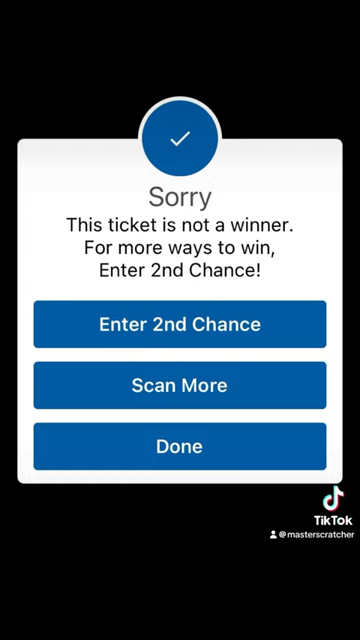 Sorry
This ticket is not a winner.
For more ways to win,
Enter 2nd Chance!
Enter 2nd Chance
Scan More
Done
TikTok
@masterscratcher